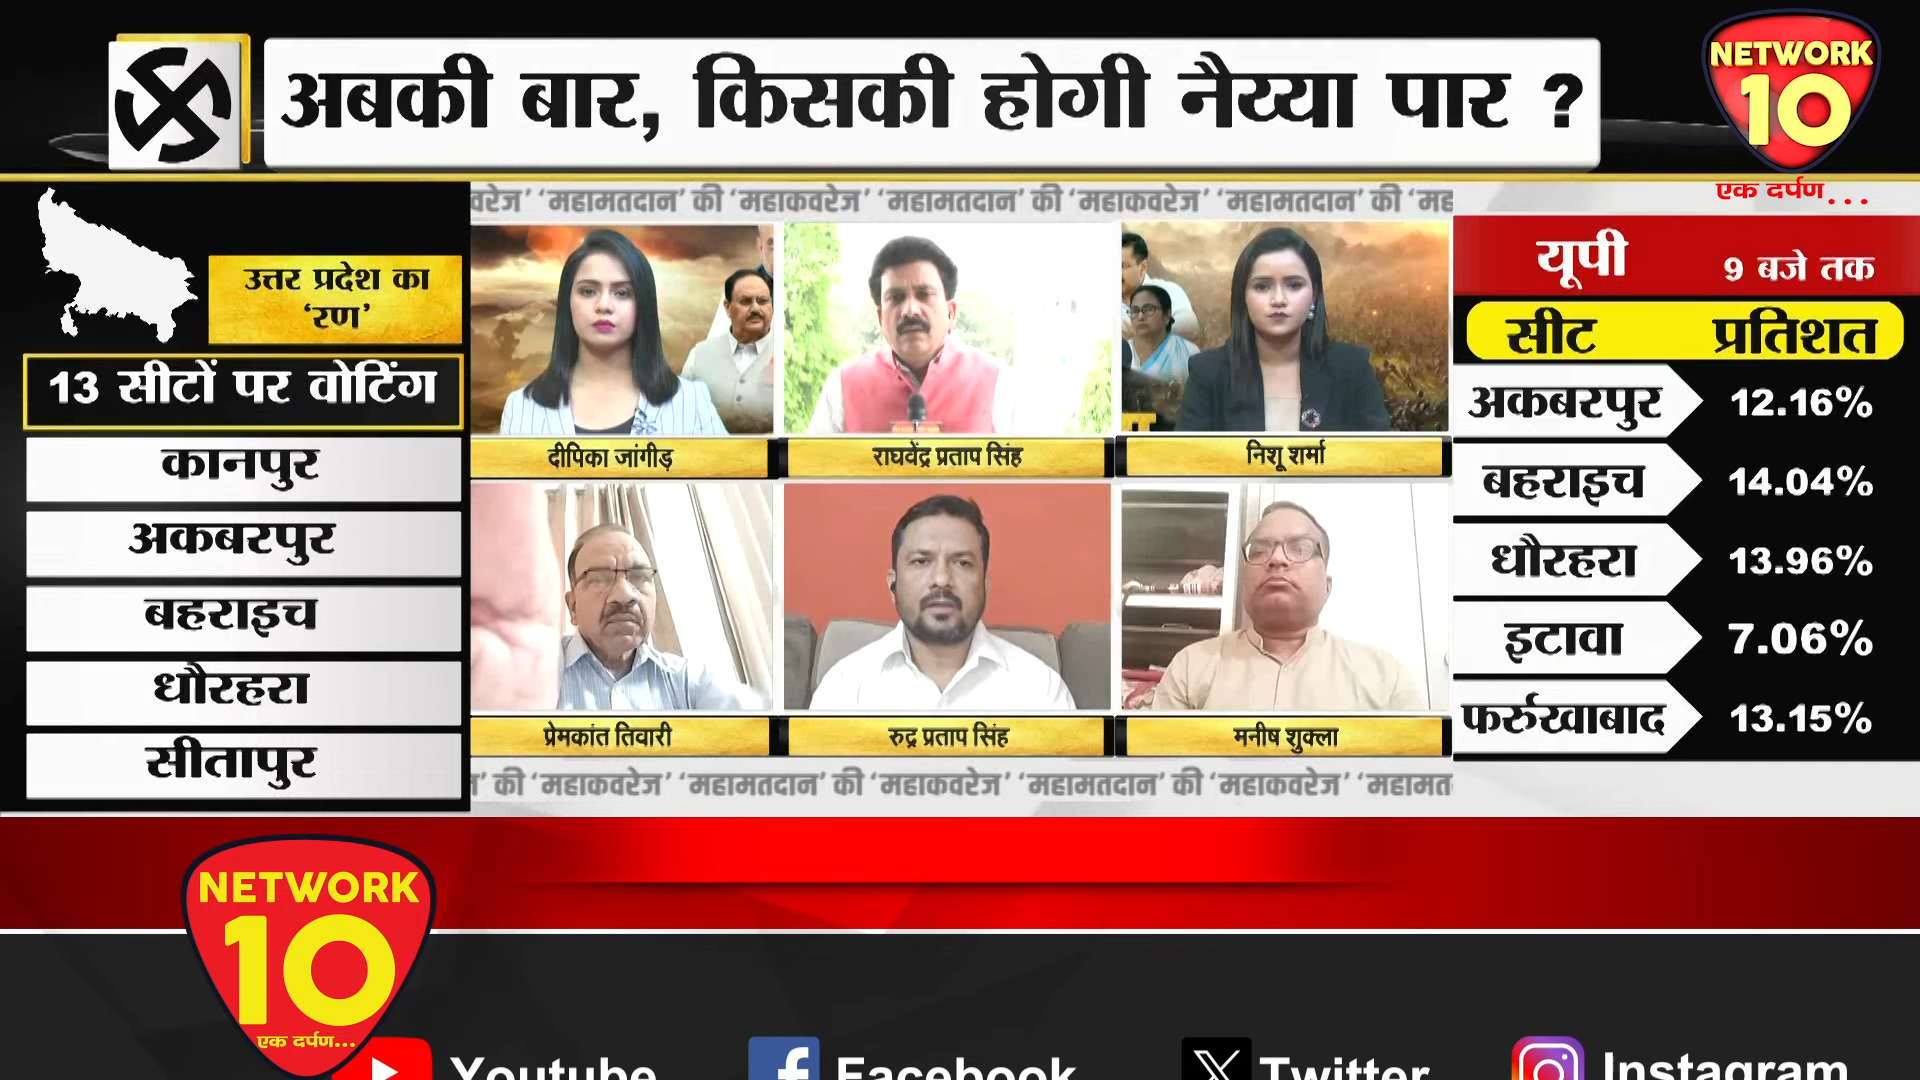 अबकी बार, किसकी होगी नैय्या पार ?
NETWORK
10
एक दर्पण...
उत्तर प्रदेश का
‘रण’
13 सीटों पर वोटिंग
कानपुर
अकबरपुर
बहराइच
धौरहरा
सीतापुर
वरेज’ ‘महामतदान’ की ‘महाकवरेज’ ‘महामतदान’ की ‘महाकवरेज’ ‘महामतदान’ की ‘मह
दीपिका जांगीड़
राघवेंद्र प्रताप सिंह
निशू शर्मा
प्रेमकांत तिवारी
रुद्र प्रताप सिंह
मनीष शुक्ला
’ की ‘महाकवरेज’ ‘महामतदान’ की ‘महाकवरेज’ ‘महामतदान’ की ‘महाकवरेज’ ‘महामत
यूपी 9 बजे तक
सीट प्रतिशत
अकबरपुर 12.16%
बहराइच 14.04%
धौरहरा 13.96%
इटावा 7.06%
फर्रुखाबाद 13.15%
NETWORK
10
एक दर्पण...
Youtube Facebook Twitter Instagram